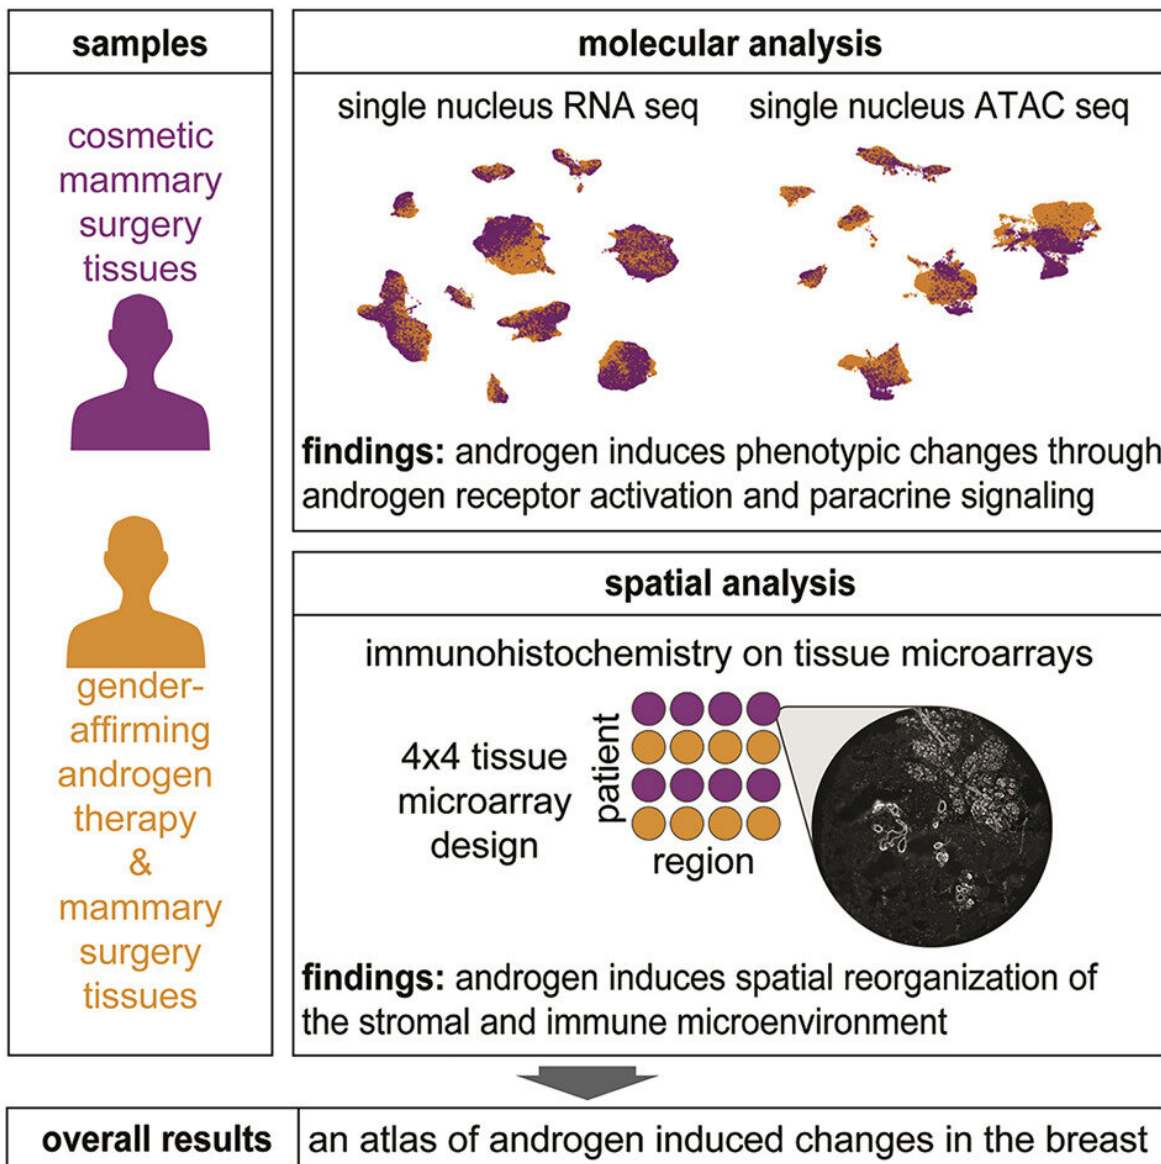 samples
cosmetic
mammary
surgery
tissues
gender-
affirming
androgen
therapy
&
mammary
surgery
tissues
molecular analysis
single nucleus RNA seq
single nucleus ATAC seq
findings: androgen induces phenotypic changes through
androgen receptor activation and paracrine signaling
spatial analysis
immunohistochemistry on tissue microarrays
4x4 tissue
microarray
design
patient
region
findings: androgen induces spatial reorganization of
the stromal and immune microenvironment
overall results
an atlas of androgen induced changes in the breast